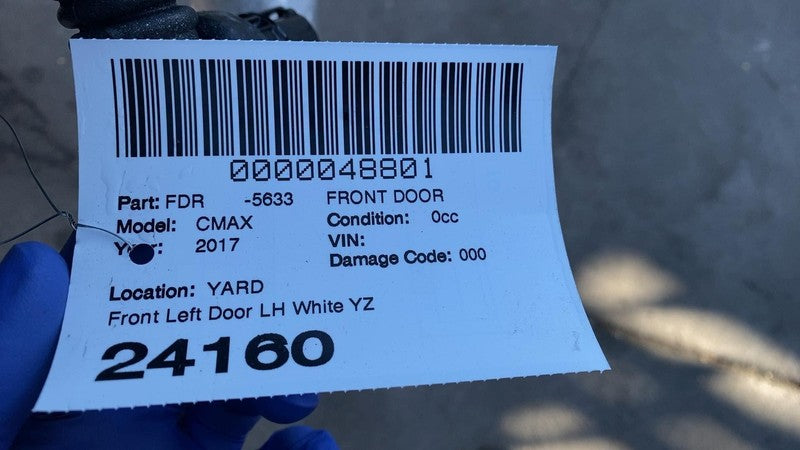 0000048801
Part: FDR -5633 FRONT DOOR
Model: CMAX Condition: 0cc
Year: 2017 VIN:
Damage Code: 000
Location: YARD
Front Left Door LH White YZ
24160